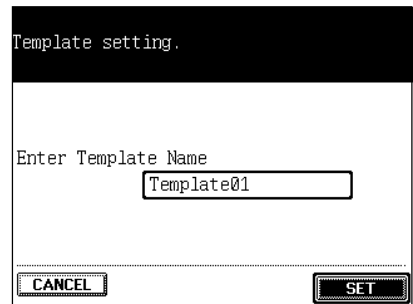 Template setting.
Enter Template Name
Template01
CANCEL
SET